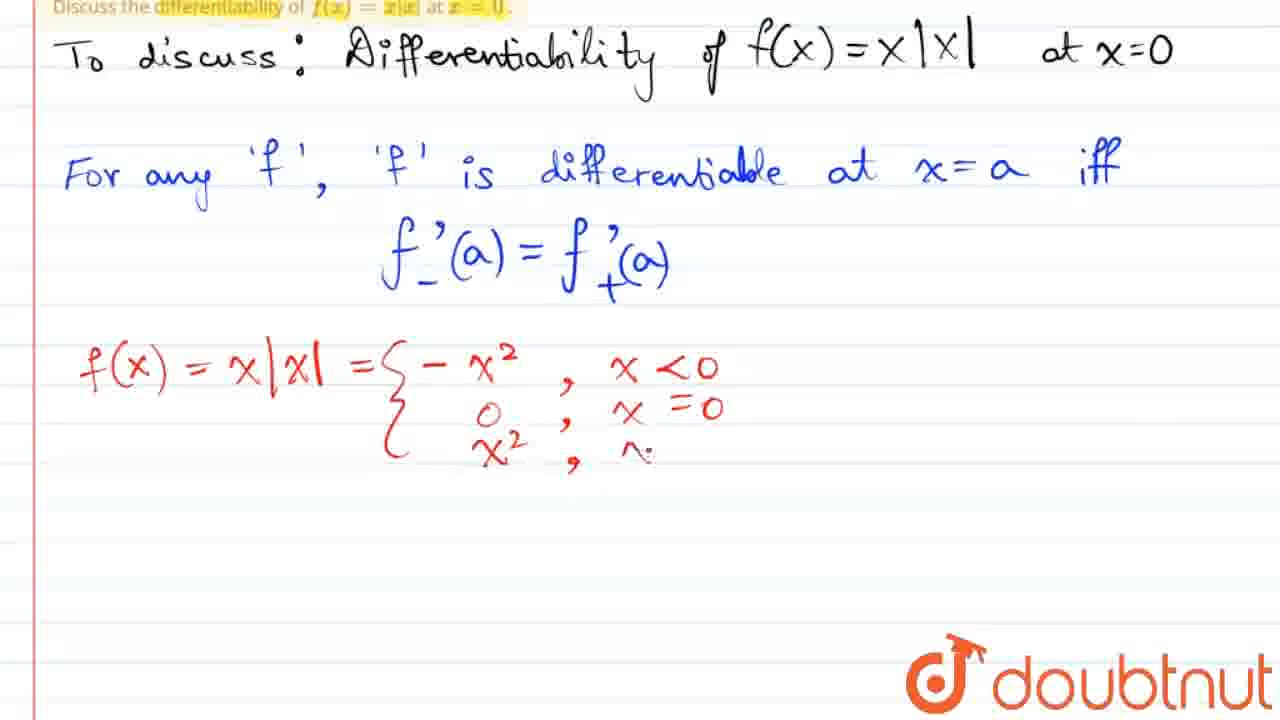 Discuss the differentiability of f(x) = x|x| at x = 0.
To discuss: Differentiability of f(x) = x|x| at x=0
For any 'f', 'f' is differentiable at x = a iff
f₋'(a) = f₊'(a)
f(x) = x|x| = { - x² , x < 0
0 , x = 0
x² , x
doubtnut